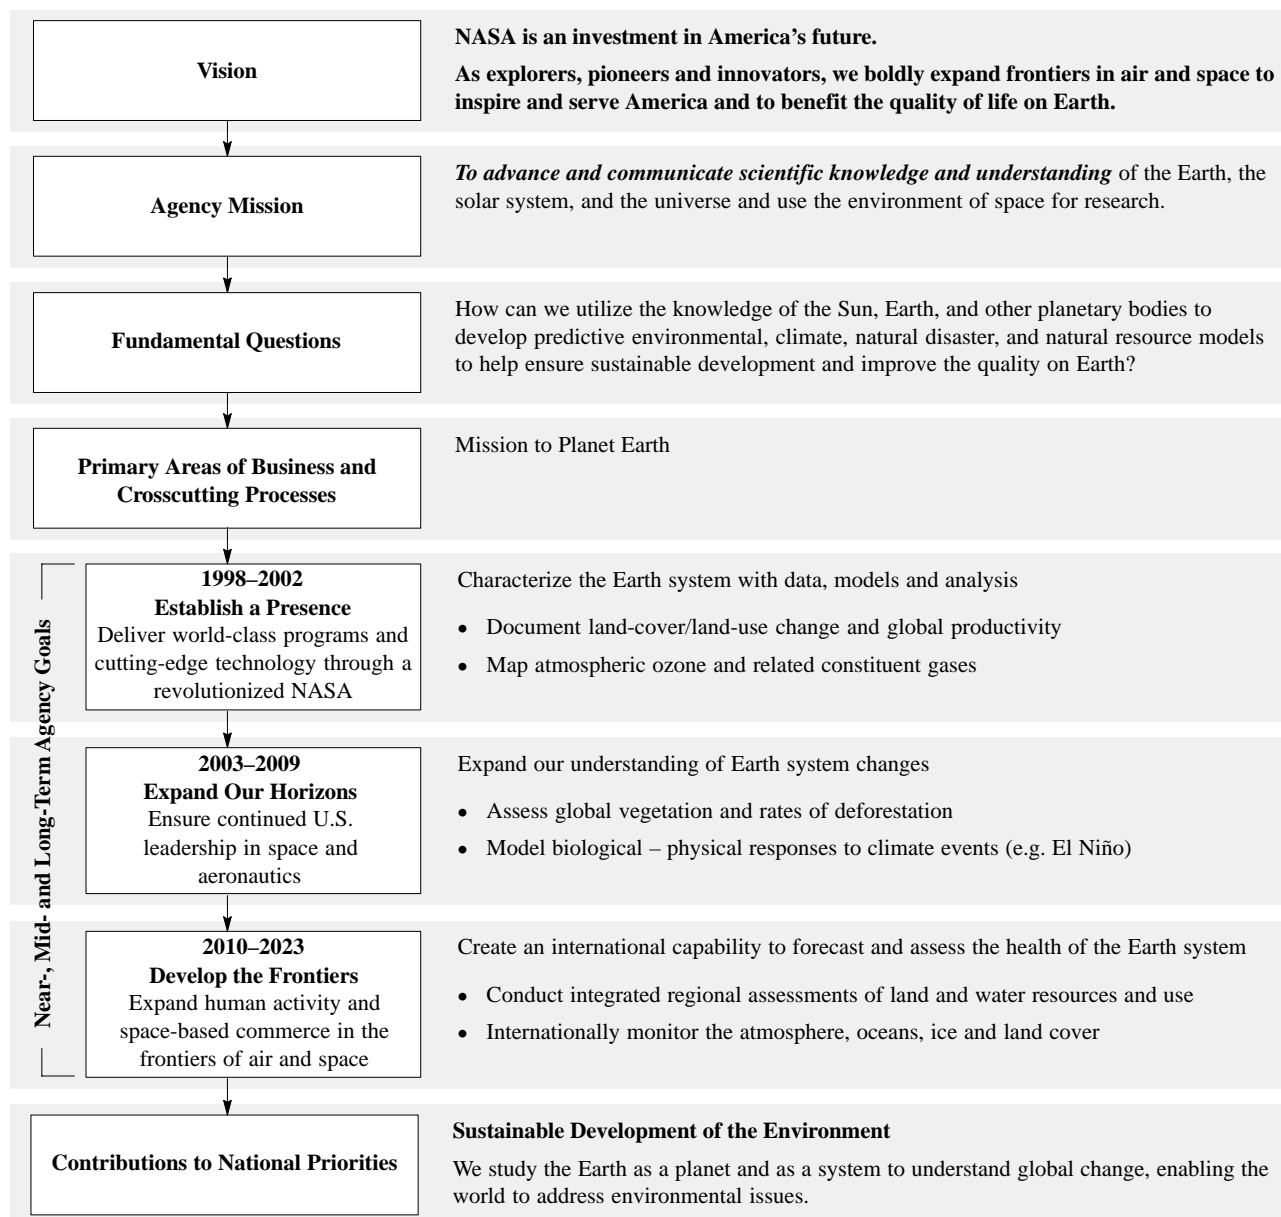 Vision
NASA is an investment in America's future.
As explorers, pioneers and innovators, we boldly expand frontiers in air and space to
inspire and serve America and to benefit the quality of life on Earth.
Agency Mission
To advance and communicate scientific knowledge and understanding of the Earth, the
solar system, and the universe and use the environment of space for research.
Fundamental Questions
How can we utilize the knowledge of the Sun, Earth, and other planetary bodies to
develop predictive environmental, climate, natural disaster, and natural resource models
to help ensure sustainable development and improve the quality on Earth?
Primary Areas of Business and
Crosscutting Processes
Mission to Planet Earth
Near-, Mid- and Long-Term Agency Goals
1998–2002
Establish a Presence
Deliver world-class programs and
cutting-edge technology through a
revolutionized NASA
Characterize the Earth system with data, models and analysis
• Document land-cover/land-use change and global productivity
• Map atmospheric ozone and related constituent gases
2003–2009
Expand Our Horizons
Ensure continued U.S.
leadership in space and
aeronautics
Expand our understanding of Earth system changes
• Assess global vegetation and rates of deforestation
• Model biological – physical responses to climate events (e.g. El Niño)
2010–2023
Develop the Frontiers
Expand human activity and
space-based commerce in the
frontiers of air and space
Create an international capability to forecast and assess the health of the Earth system
• Conduct integrated regional assessments of land and water resources and use
• Internationally monitor the atmosphere, oceans, ice and land cover
Contributions to National Priorities
Sustainable Development of the Environment
We study the Earth as a planet and as a system to understand global change, enabling the
world to address environmental issues.